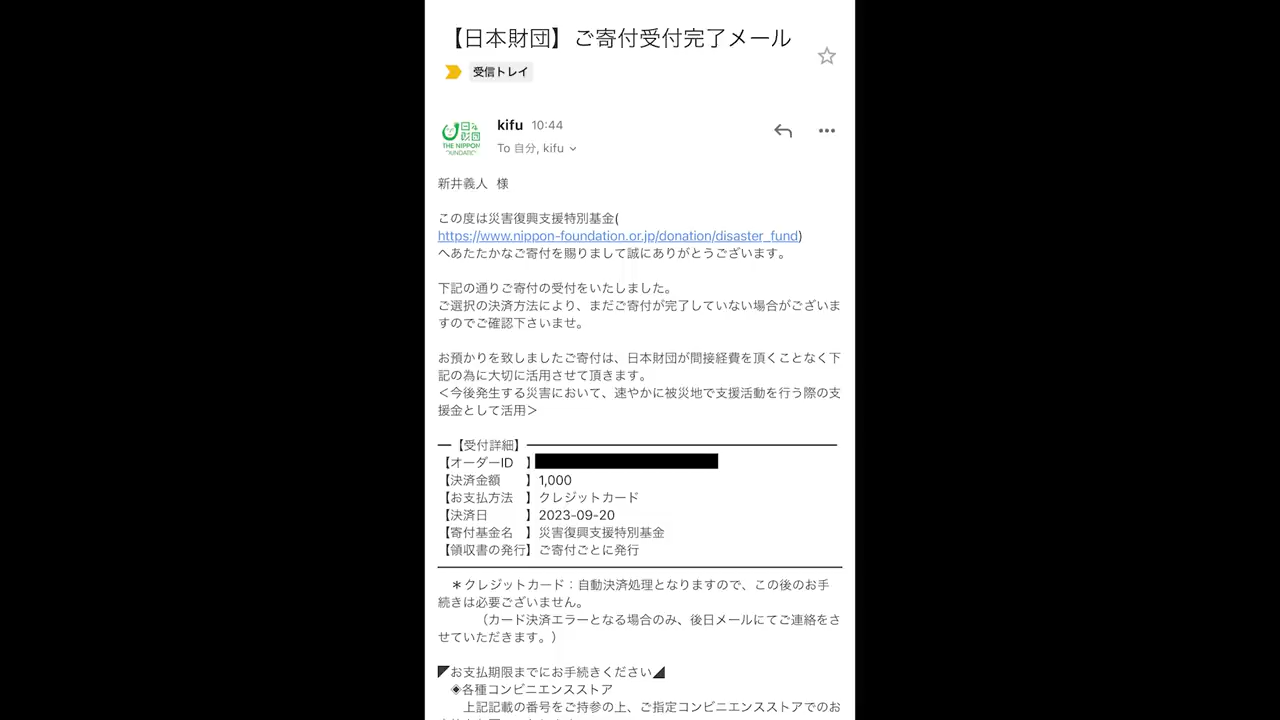 【日本財団】ご寄付受付完了メール
受信トレイ
日本
財団
THE NIPPON
kifu 10:44
To 自分, kifu
新井義人 様
この度は災害復興支援特別基金(
https://www.nippon-foundation.or.jp/donation/disaster_fund)
へあたたかなご寄付を賜りまして誠にありがとうございます。
下記の通りご寄付の受付をいたしました。
ご選択の決済方法により、まだご寄付が完了していない場合がございま
すのでご確認下さいませ。
お預かりを致しましたご寄付は、日本財団が間接経費を頂くことなく下
記の為に大切に活用させて頂きます。
＜今後発生する災害において、速やかに被災地で支援活動を行う際の支
援金として活用＞
━【受付詳細】━━━━━━━━━━━━━━━━━━
【オーダーID 】
【決済金額 】1,000
【お支払方法 】クレジットカード
【決済日 】2023-09-20
【寄付基金名 】災害復興支援特別基金
【領収書の発行】ご寄付ごとに発行
＊クレジットカード：自動決済処理となりますので、この後のお手
続きは必要ございません。
（カード決済エラーとなる場合のみ、後日メールにてご連絡をさ
せていただきます。）
◤お支払期限までにお手続きください◢
◈各種コンビニエンスストア
上記記載の番号をご持参の上、ご指定コンビニエンスストアでのお